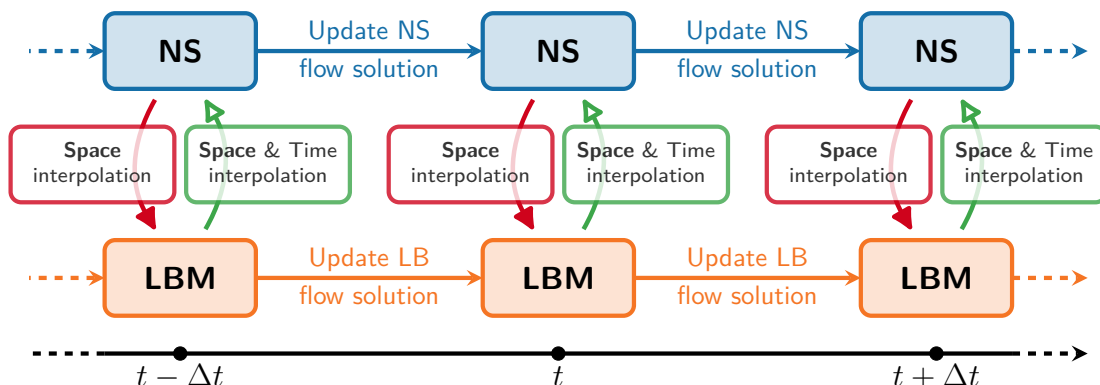 NS
Update NS
flow solution
NS
Update NS
flow solution
NS
Space
interpolation
Space & Time
interpolation
Space
interpolation
Space & Time
interpolation
Space
interpolation
Space & Time
interpolation
LBM
Update LB
flow solution
LBM
Update LB
flow solution
LBM
t − Δt
t
t + Δt